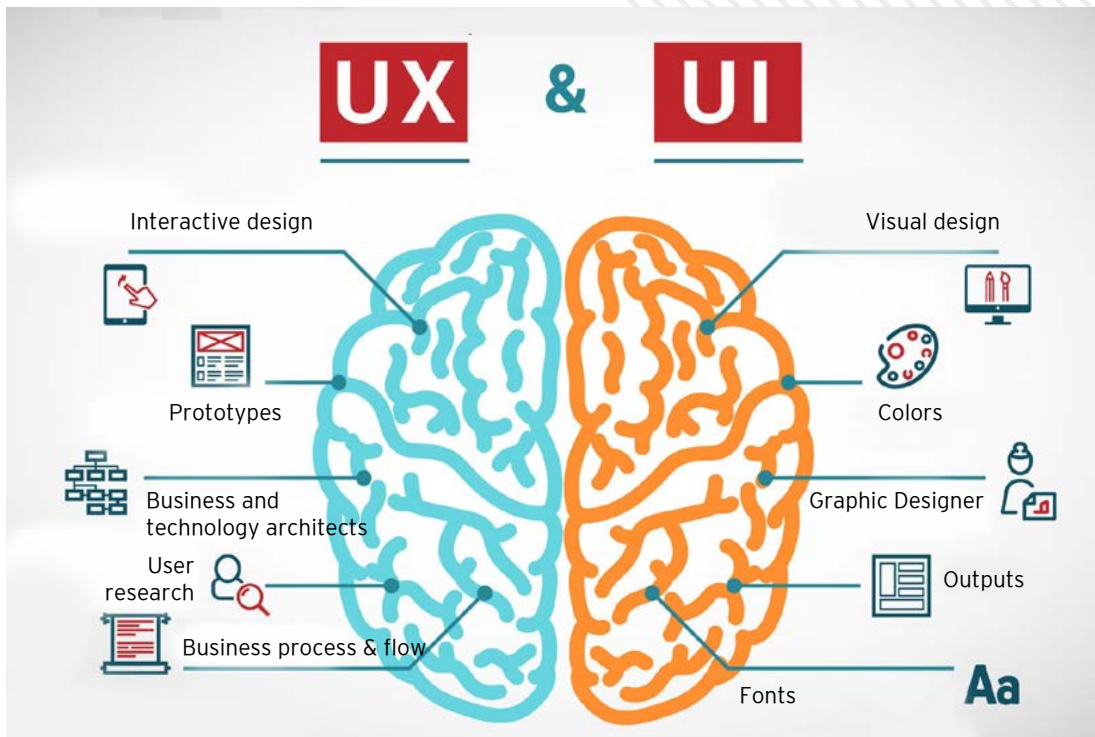 UX & UI
Interactive design
Prototypes
Business and
technology architects
User
research
Business process & flow
Visual design
Colors
Graphic Designer
Outputs
Fonts
Aa